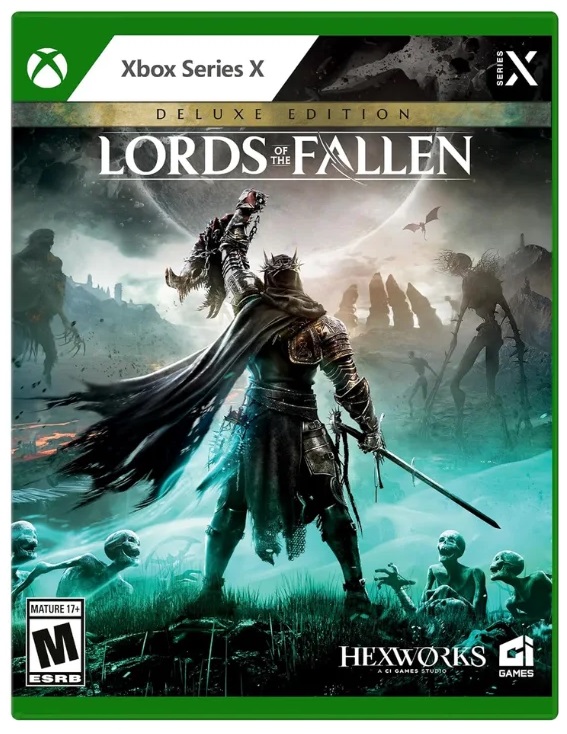 Xbox Series X
SERIES X
DELUXE EDITION
LORDS OF THE FALLEN
MATURE 17+
M
ESRB
HEXWORKS
A CI GAMES STUDIO
CI
GAMES